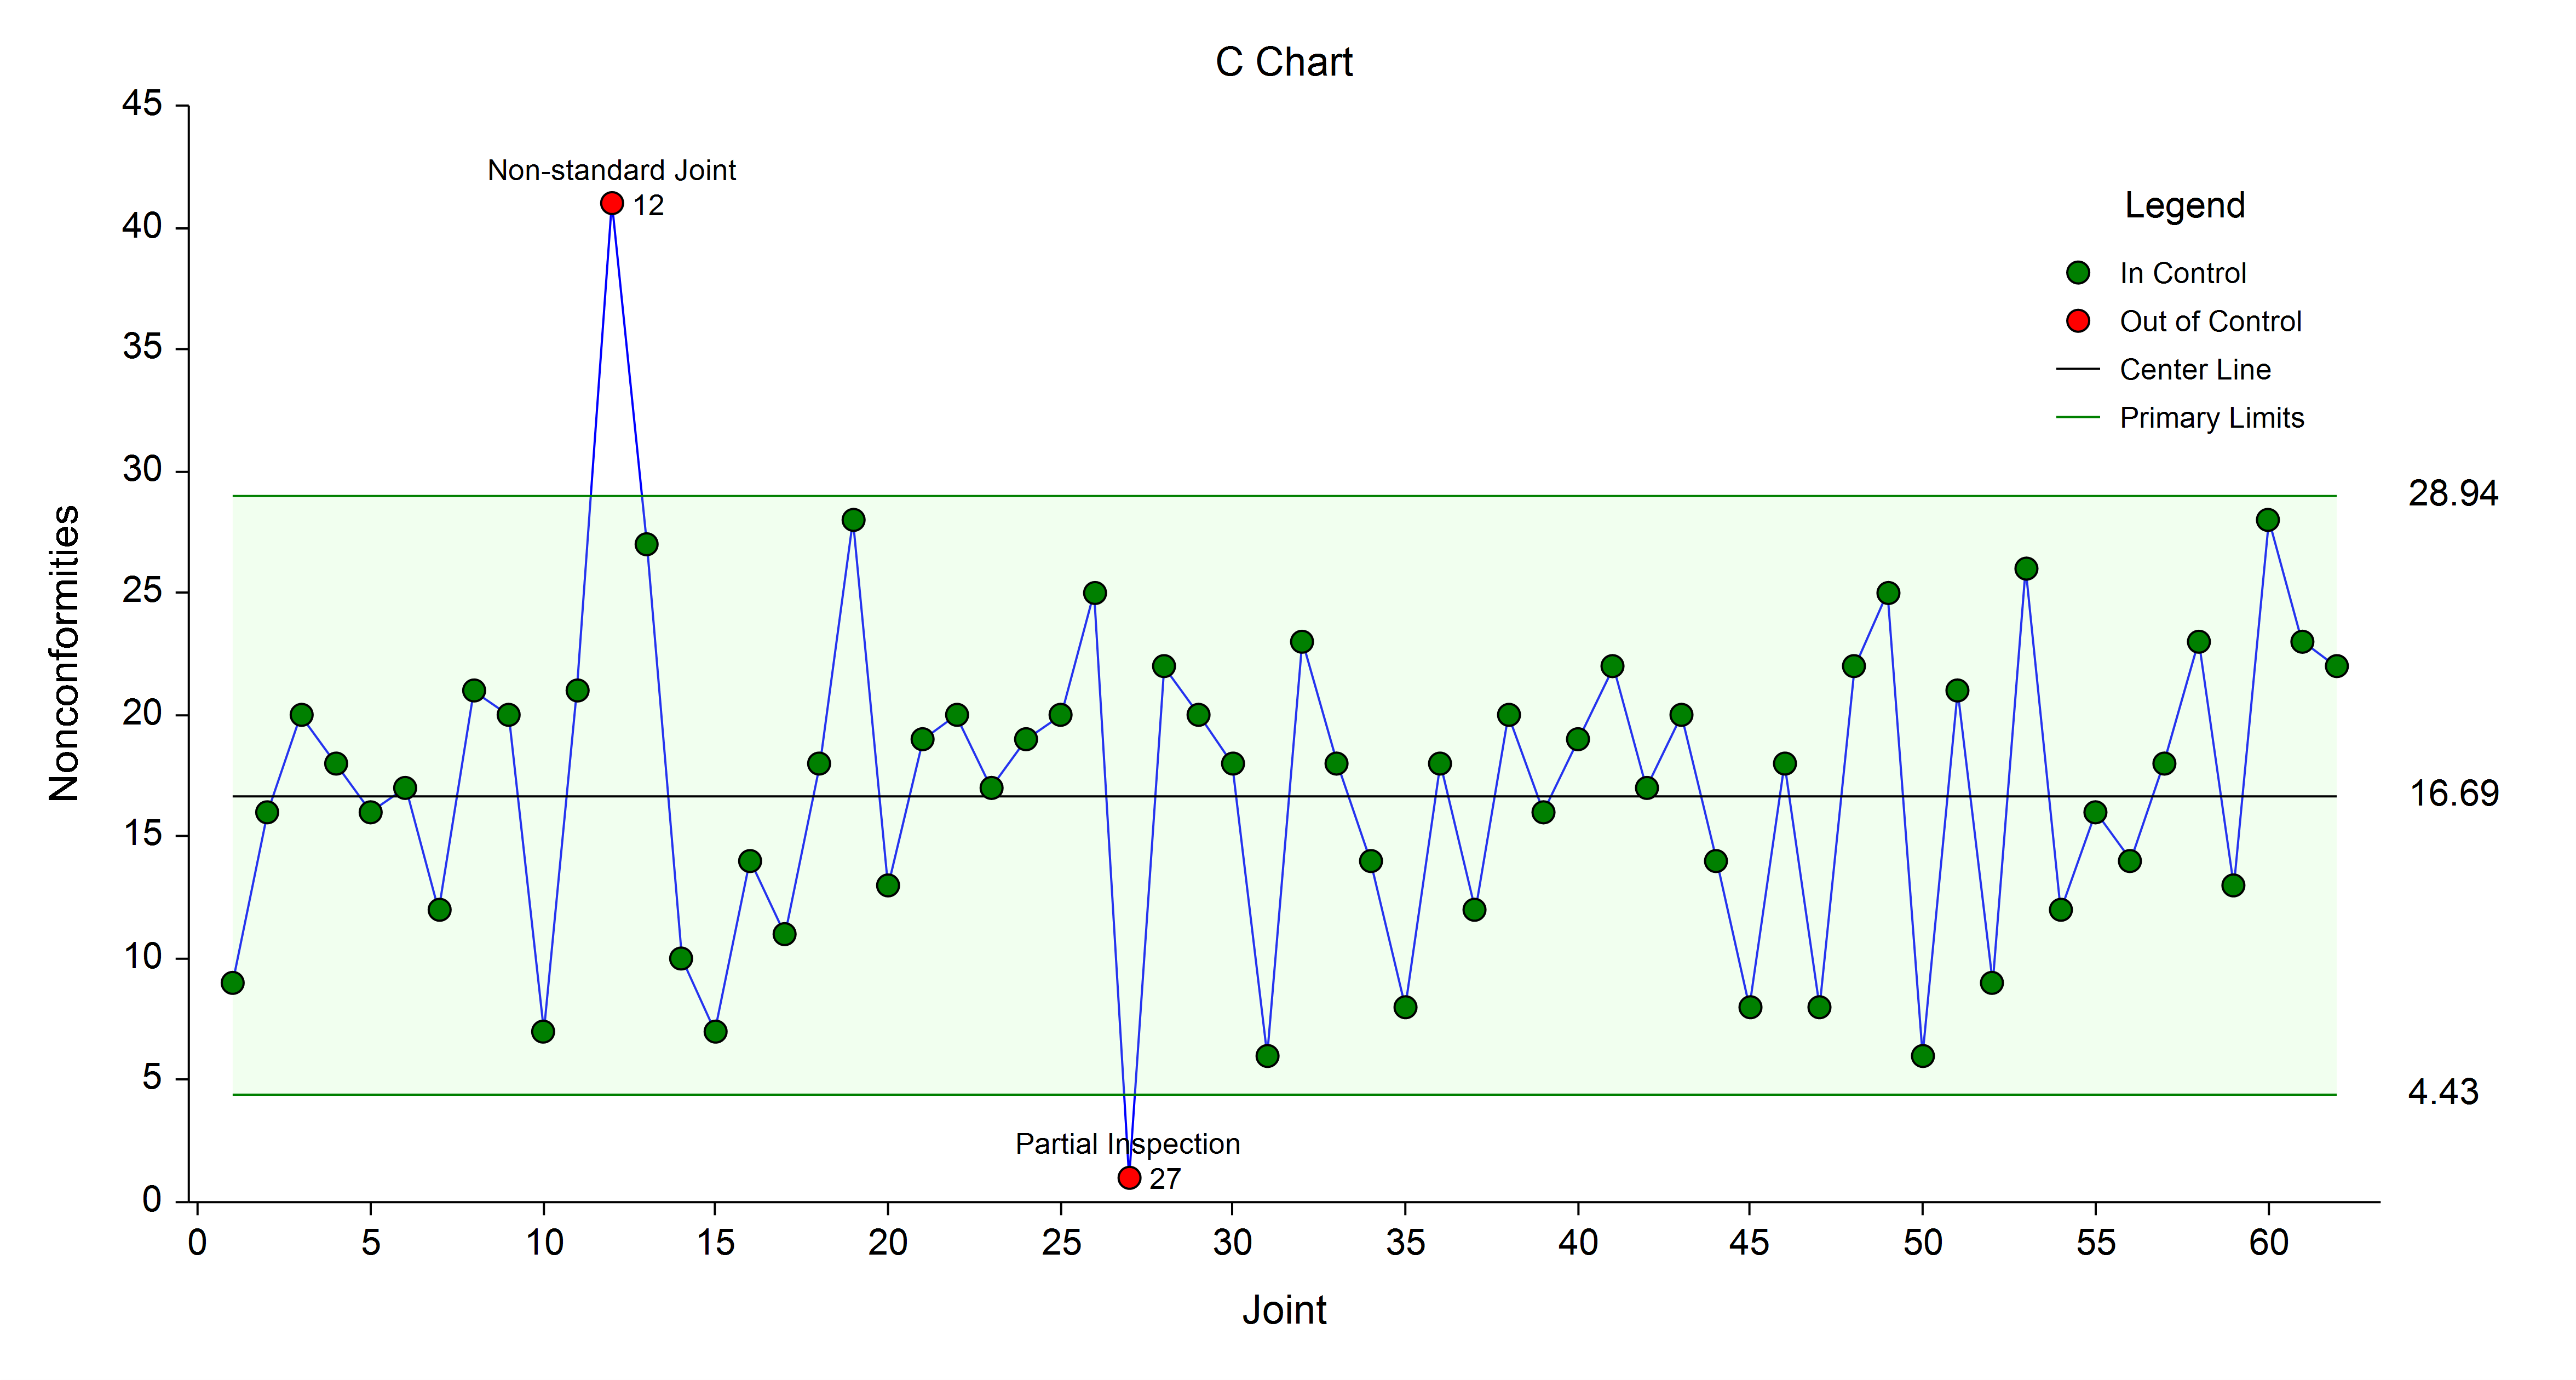 C Chart
45
40
35
30
25
20
15
10
5
0
Nonconformities
Non-standard Joint
12
Partial Inspection
27
Legend
In Control
Out of Control
Center Line
Primary Limits
28.94
16.69
4.43
0 5 10 15 20 25 30 35 40 45 50 55 60
Joint